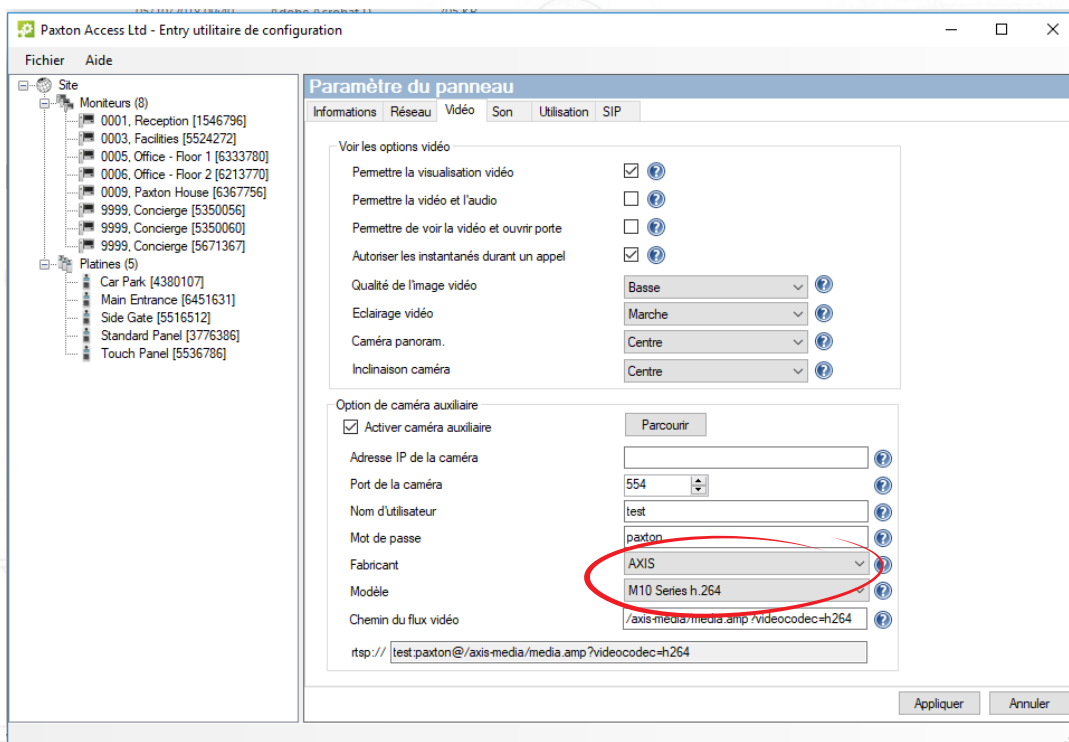 Paxton Access Ltd - Entry utilitaire de configuration
Fichier Aide
Site
Moniteurs (8)
0001, Reception [1546796]
0003, Facilities [5524272]
0005, Office - Floor 1 [6333780]
0006, Office - Floor 2 [6213770]
0009, Paxton House [6367756]
9999, Concierge [5350056]
9999, Concierge [5350060]
9999, Concierge [5671367]
Platines (5)
Car Park [4380107]
Main Entrance [6451631]
Side Gate [5516512]
Standard Panel [3776386]
Touch Panel [5536786]
Paramètre du panneau
Informations Réseau Vidéo Son Utilisation SIP
Voir les options vidéo
Permettre la visualisation vidéo
Permettre la vidéo et l'audio
Permettre de voir la vidéo et ouvrir porte
Autoriser les instantanés durant un appel
Qualité de l'image vidéo Basse
Eclairage vidéo Marche
Caméra panoram. Centre
Inclinaison caméra Centre
Option de caméra auxiliaire
Activer caméra auxiliaire Parcourir
Adresse IP de la caméra
Port de la caméra 554
Nom d'utilisateur test
Mot de passe paxton
Fabricant AXIS
Modèle M10 Series h.264
Chemin du flux vidéo /axis-media/media.amp?videocodec=h264
rtsp:// test:paxton@/axis-media/media.amp?videocodec=h264
Appliquer Annuler